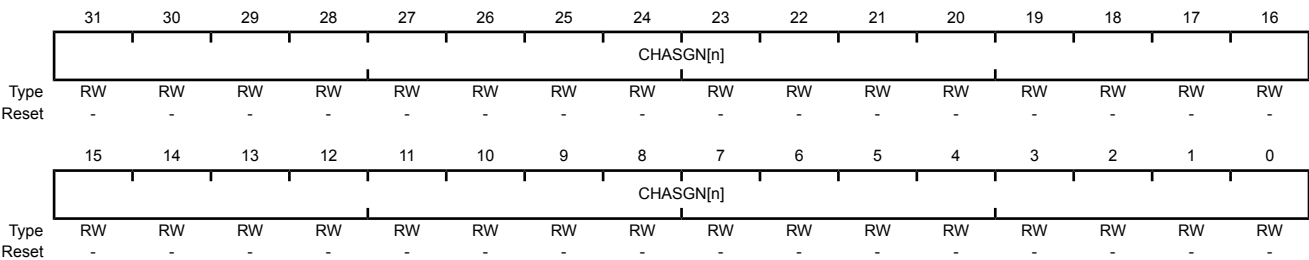 31 30 29 28 27 26 25 24 23 22 21 20 19 18 17 16
CHASGN[n]
Type RW RW RW RW RW RW RW RW RW RW RW RW RW RW RW RW
Reset - - - - - - - - - - - - - - - -
15 14 13 12 11 10 9 8 7 6 5 4 3 2 1 0
CHASGN[n]
Type RW RW RW RW RW RW RW RW RW RW RW RW RW RW RW RW
Reset - - - - - - - - - - - - - - - -